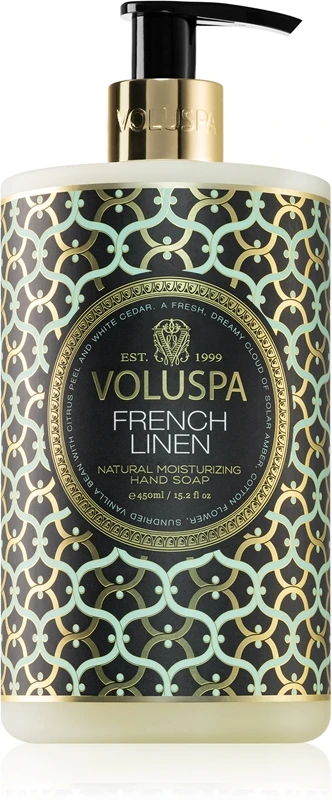 VOLUSPA
EST. 1999
VOLUSPA
FRENCH
LINEN
NATURAL MOISTURIZING
HAND SOAP
℮450ml / 15.2 fl oz
A FRESH, DREAMY CLOUD OF SOLAR AMBER, COTTON FLOWER, SUNDRIED VANILLA BEAN WITH CITRUS PEEL AND WHITE CEDAR.